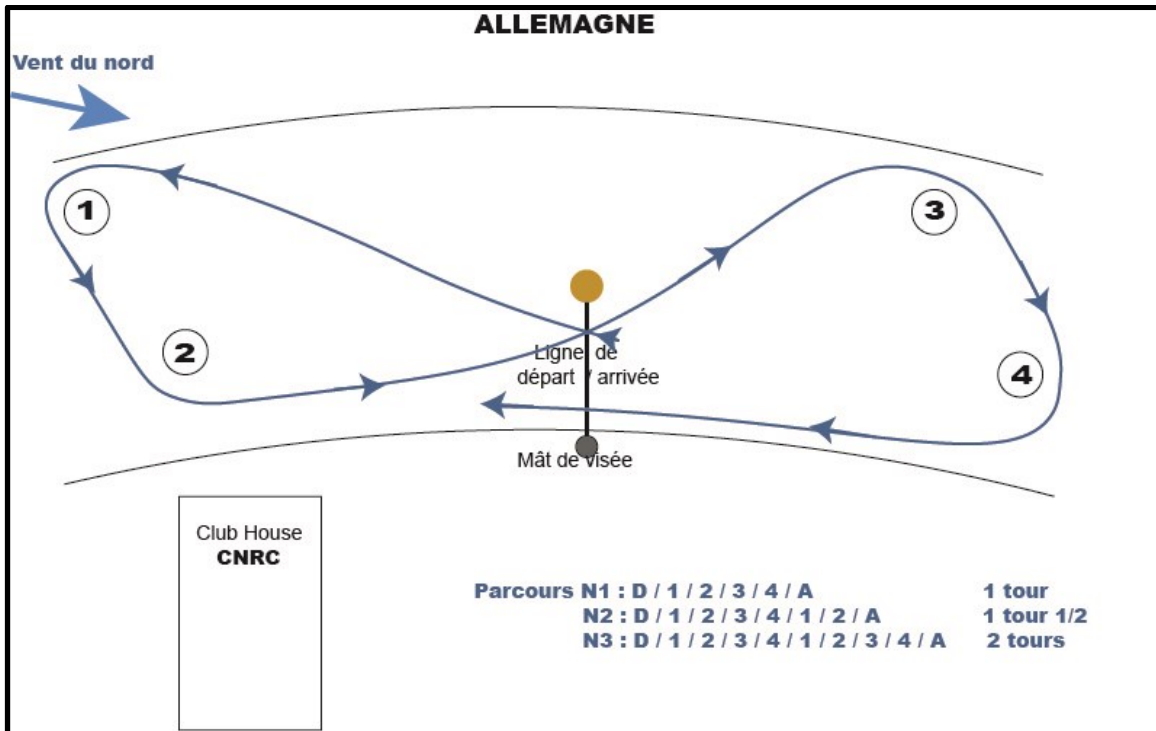 ALLEMAGNE
Vent du nord
1
3
2
Ligne de
départ / arrivée
4
Mât de visée
Club House
CNRC
Parcours N1 : D / 1 / 2 / 3 / 4 / A 1 tour
N2 : D / 1 / 2 / 3 / 4 / 1 / 2 / A 1 tour 1/2
N3 : D / 1 / 2 / 3 / 4 / 1 / 2 / 3 / 4 / A 2 tours